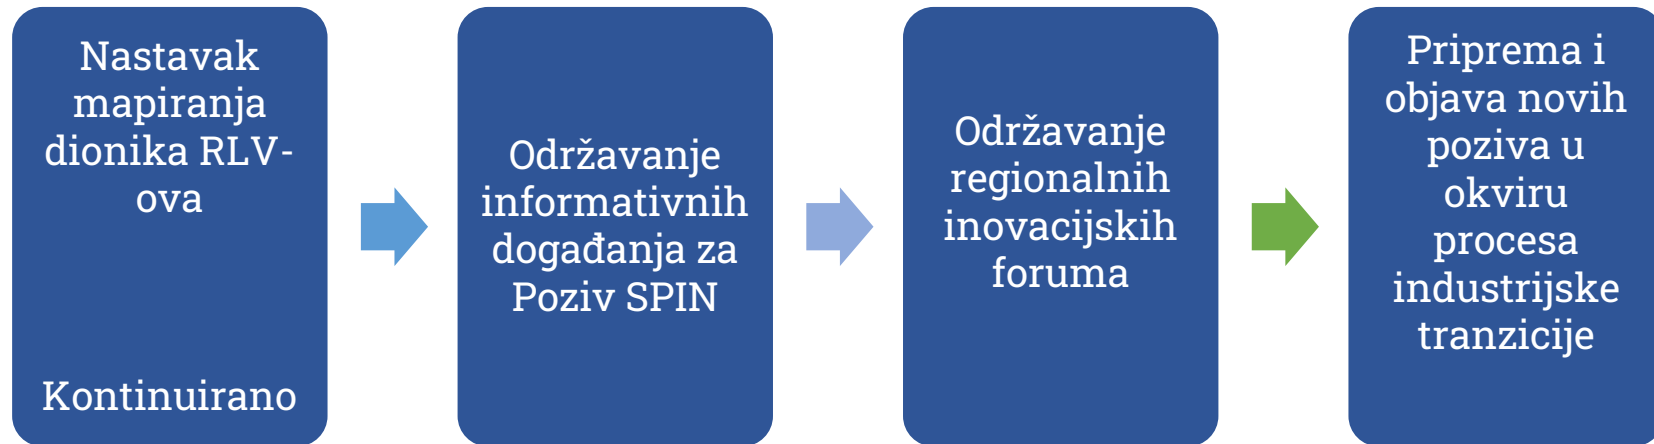 Nastavak
mapiranja
dionika RLV-
ova
Kontinuirano
Održavanje
informativnih
događanja za
Poziv SPIN
Održavanje
regionalnih
inovacijskih
foruma
Priprema i
objava novih
poziva u
okviru
procesa
industrijske
tranzicije